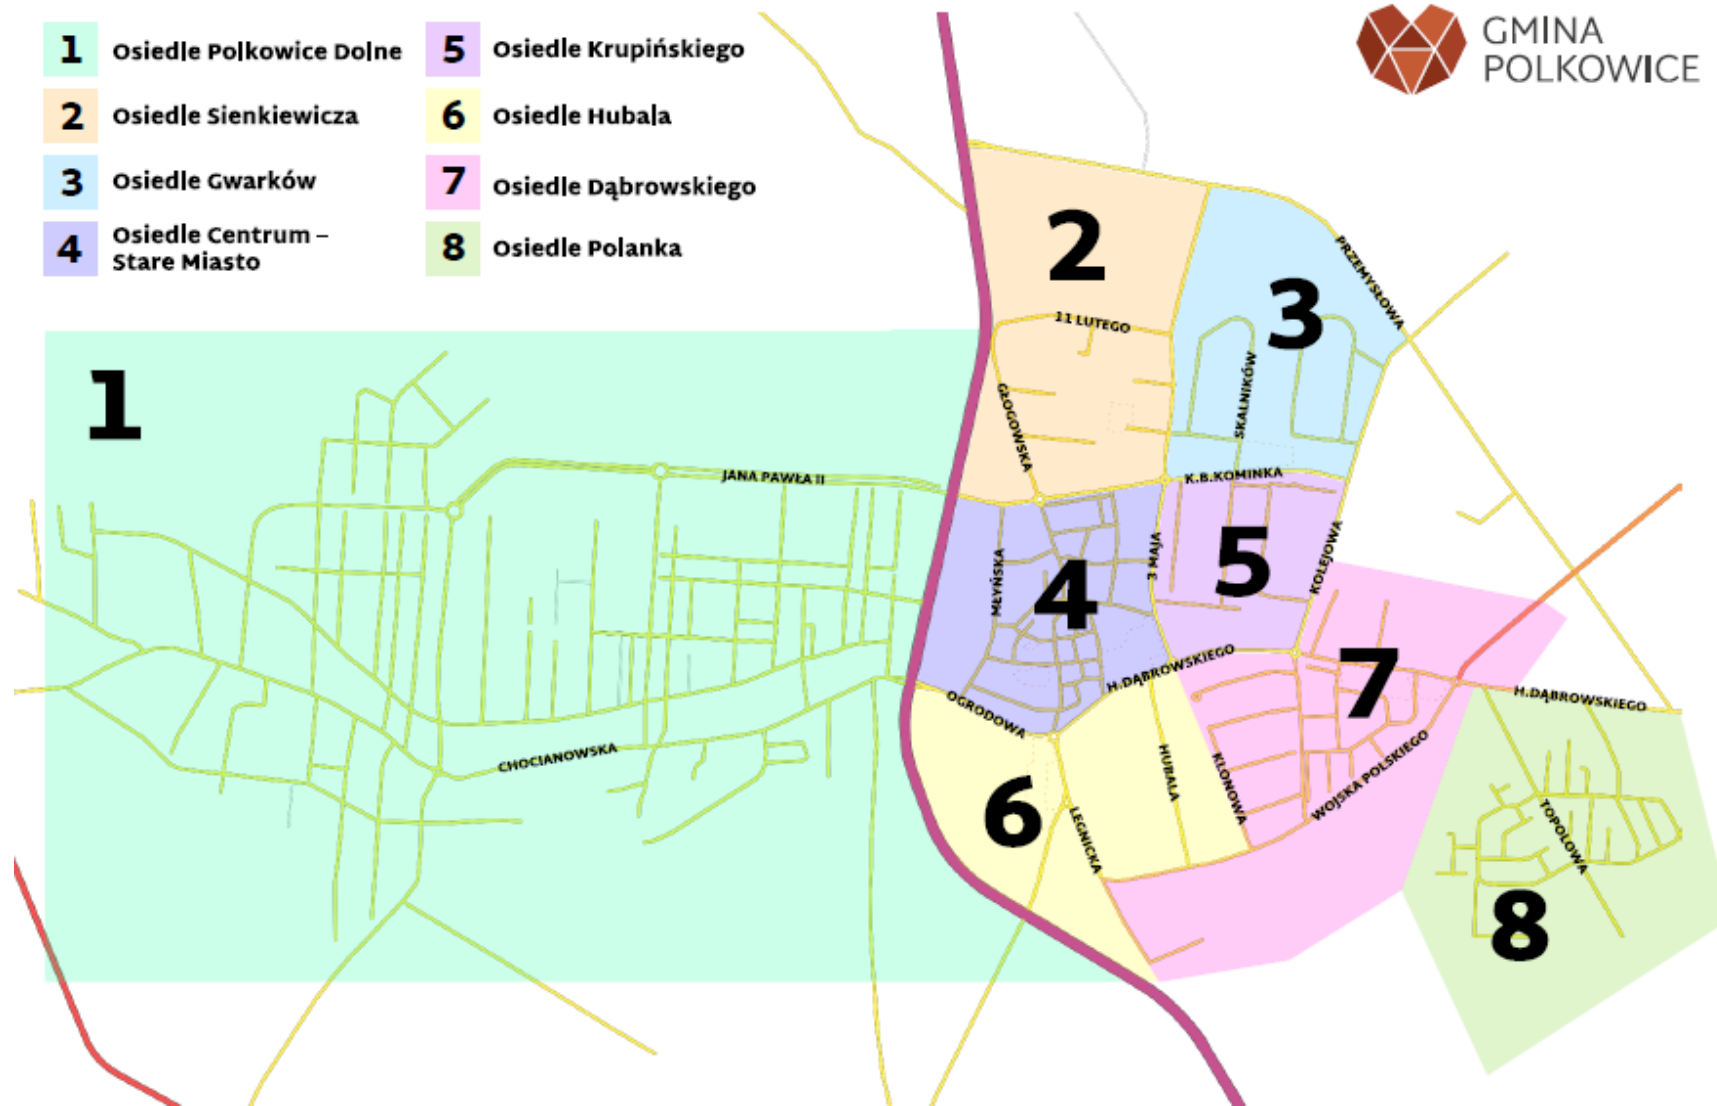 1 Osiedle Polkowice Dolne
2 Osiedle Sienkiewicza
3 Osiedle Gwarków
4 Osiedle Centrum –
Stare Miasto
5 Osiedle Krupińskiego
6 Osiedle Hubala
7 Osiedle Dąbrowskiego
8 Osiedle Polanka
GMINA
POLKOWICE
2
PRZEMYSŁOWA
3
11 LUTEGO
1
SKALNIKÓW
GŁOGOWSKA
JANA PAWŁA II
K.B.KOMINKA
MŁYŃSKA
4
3 MAJA
5
KOLEJOWA
H.DĄBROWSKIEGO
7
H.DĄBROWSKIEGO
OGRODOWA
CHOCIANOWSKA
6
LEGNICKA
HUBALA
KLONOWA
WOJSKA POLSKIEGO
TOPOLOWA
8